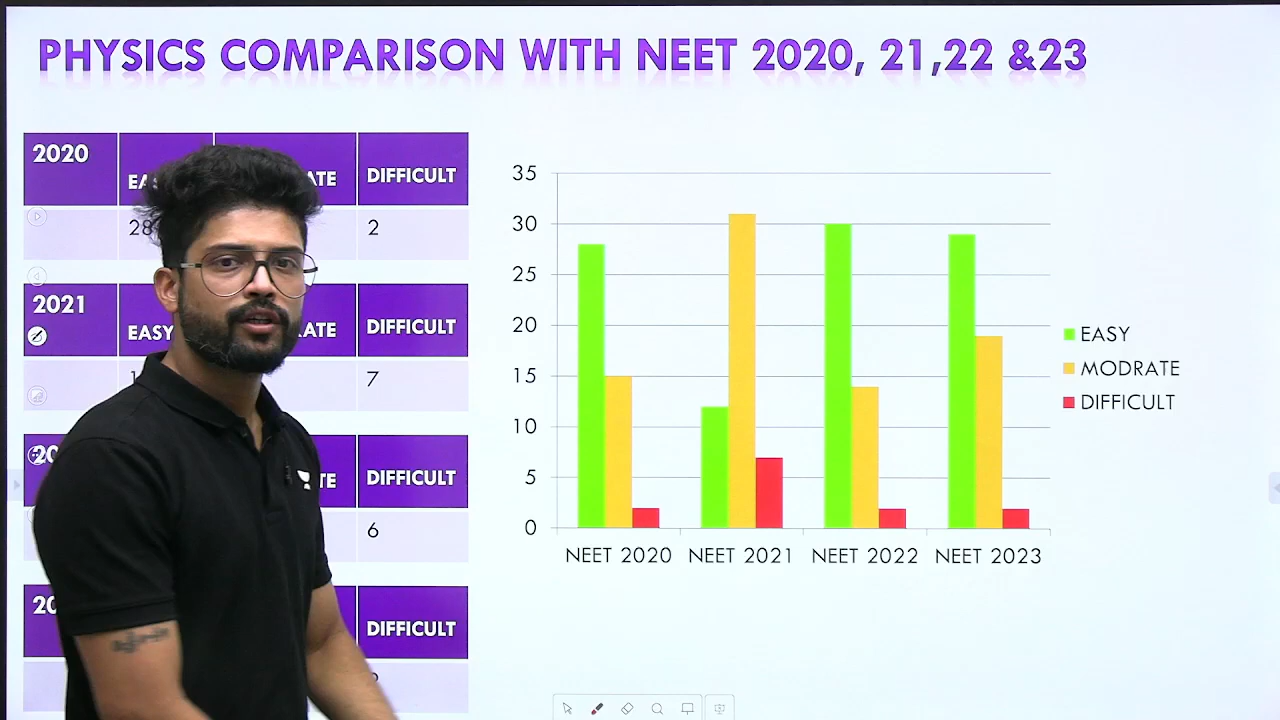 PHYSICS COMPARISON WITH NEET 2020, 21,22 &23
2020
DIFFICULT
28
2
2021
EASY
DIFFICULT
7
DIFFICULT
6
DIFFICULT
35
30
25
20
15
10
5
0
NEET 2020
NEET 2021
NEET 2022
NEET 2023
EASY
MODRATE
DIFFICULT